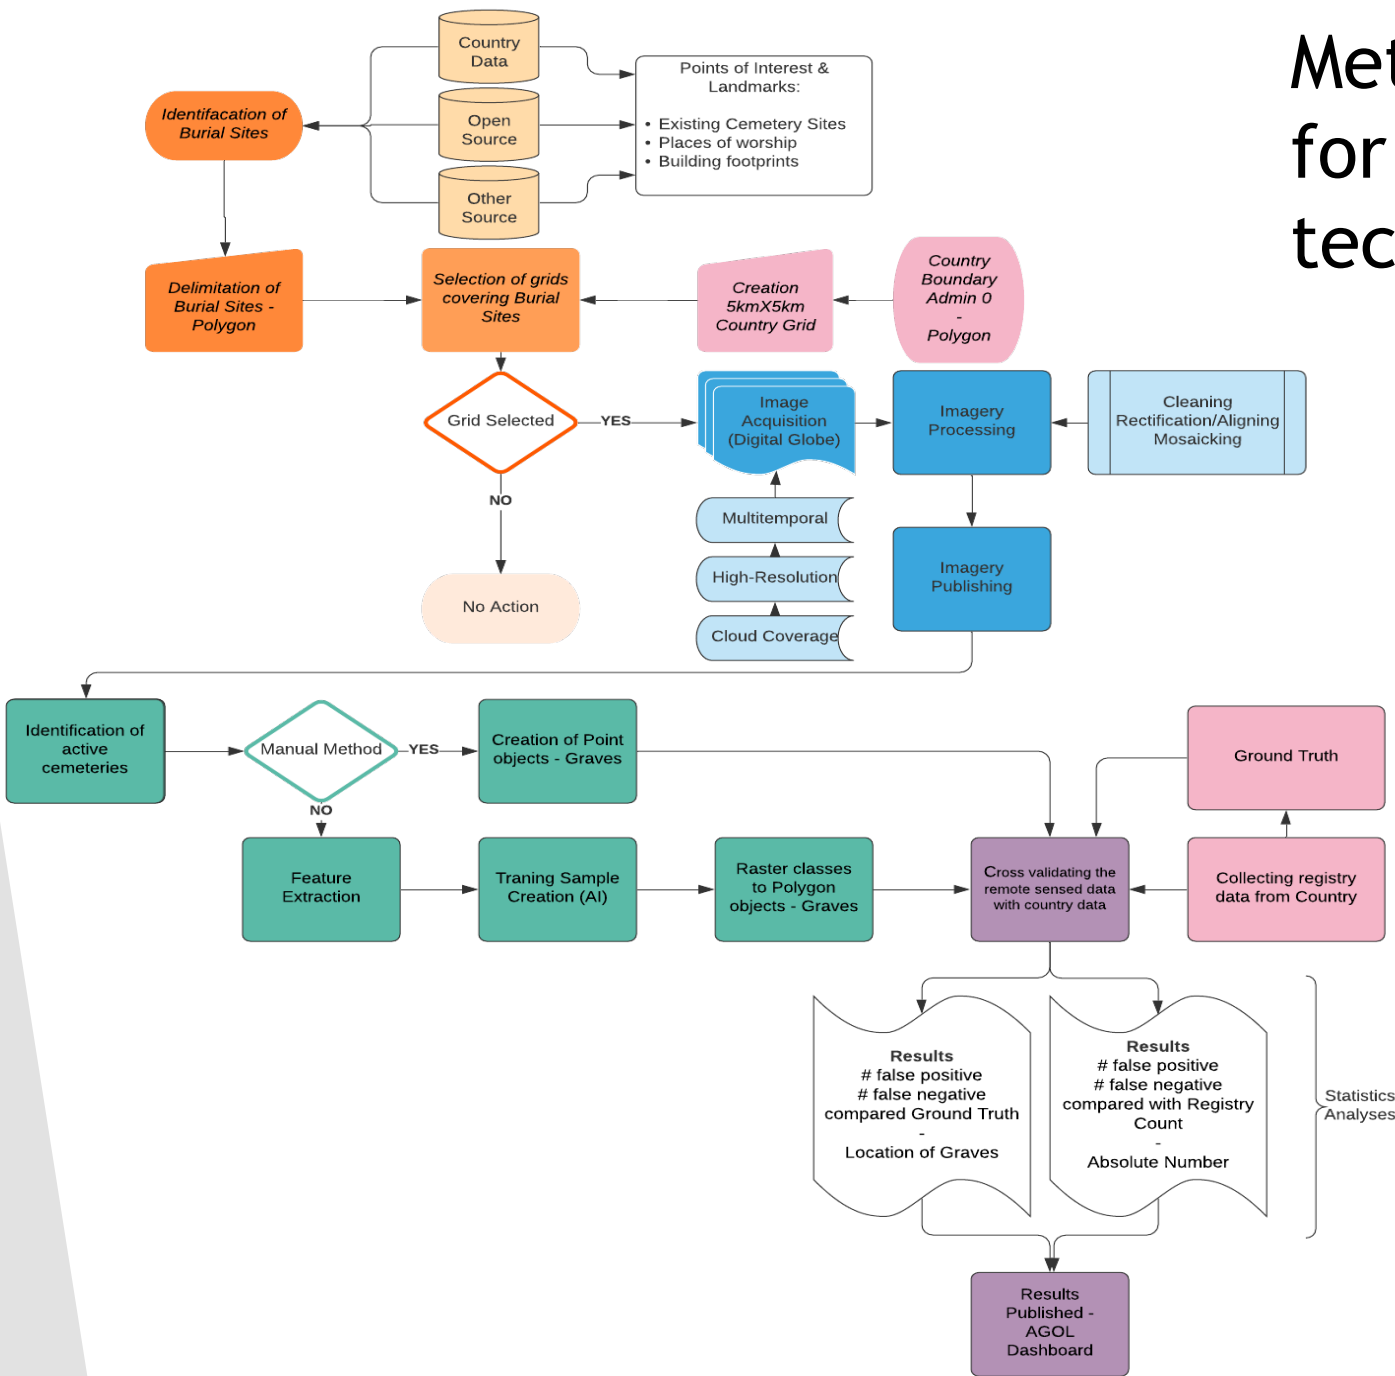 Met
for
tec
Country
Data
Open
Source
Other
Source
Points of Interest &
Landmarks:
• Existing Cemetery Sites
• Places of worship
• Building footprints
Identifacation of
Burial Sites
Delimitation of
Burial Sites -
Polygon
Selection of grids
covering Burial
Sites
Creation
5kmX5km
Country Grid
Country
Boundary
Admin 0
-
Polygon
Grid Selected
YES
NO
No Action
Image
Acquisition
(Digital Globe)
Imagery
Processing
Cleaning
Rectification/Aligning
Mosaicking
Multitemporal
High-Resolution
Cloud Coverage
Imagery
Publishing
Identification of
active
cemeteries
Manual Method
YES
NO
Creation of Point
objects - Graves
Ground Truth
Feature
Extraction
Traning Sample
Creation (AI)
Raster classes
to Polygon
objects - Graves
Cross validating the
remote sensed data
with country data
Collecting registry
data from Country
Results
# false positive
# false negative
compared Ground Truth
-
Location of Graves
Results
# false positive
# false negative
compared with Registry
Count
-
Absolute Number
Statistics
Analyses
Results
Published -
AGOL
Dashboard